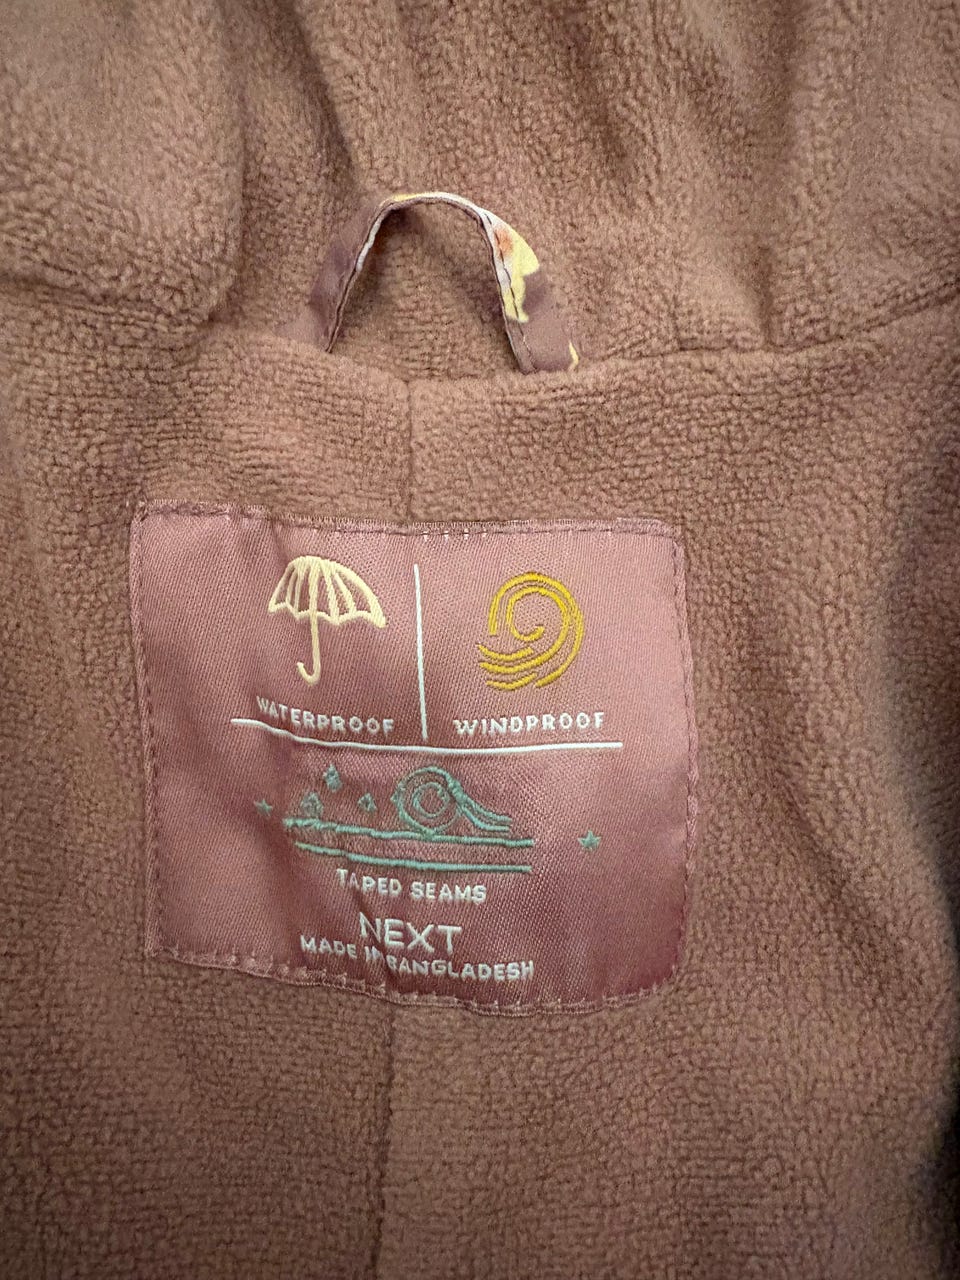 WATERPROOF
WINDPROOF
TAPED SEAMS
NEXT
MADE IN BANGLADESH